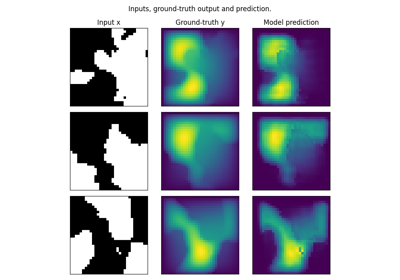 Inputs, ground-truth output and prediction.
Input x
Ground-truth y
Model prediction